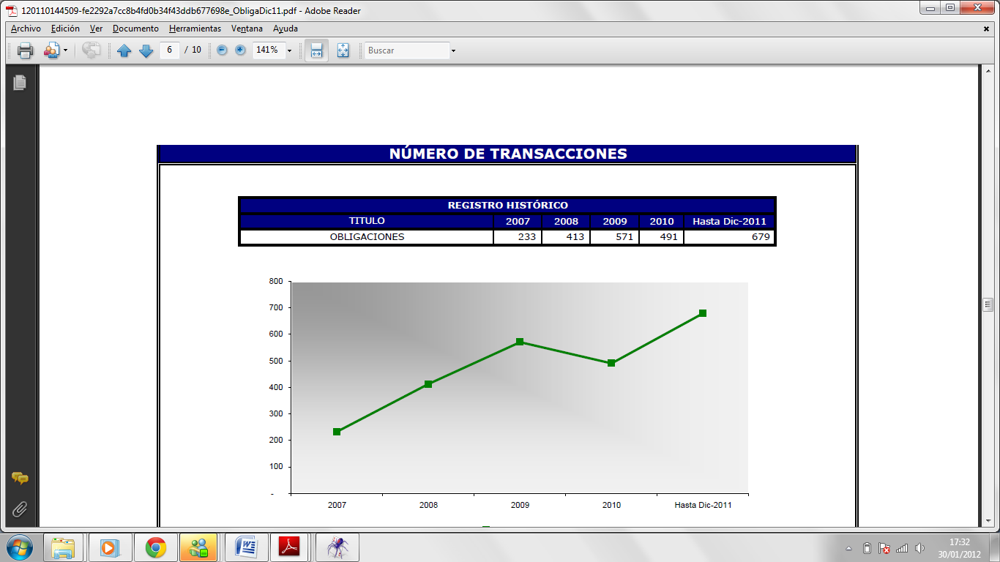 120110144509-fe2292a7cc8b4fd0b34f43ddb677698e_ObligaDic11.pdf - Adobe Reader
Archivo Edición Ver Documento Herramientas Ventana Ayuda
6 / 10 141% Buscar
NÚMERO DE TRANSACCIONES
REGISTRO HISTÓRICO
TITULO 2007 2008 2009 2010 Hasta Dic-2011
OBLIGACIONES 233 413 571 491 679
800
700
600
500
400
300
200
100
-
2007 2008 2009 2010 Hasta Dic-2011
17:32
30/01/2012